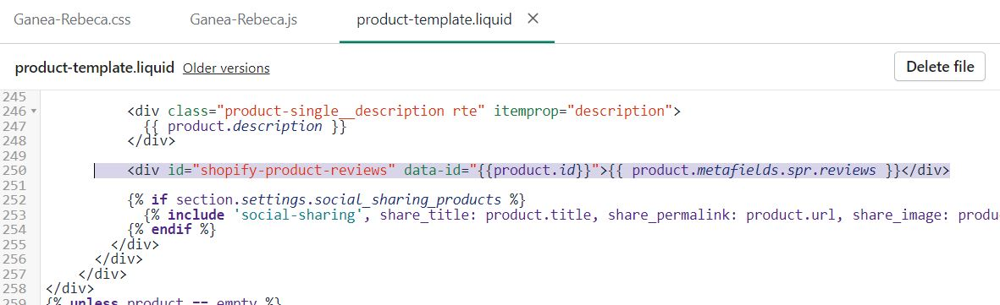 Ganea-Rebeca.css Ganea-Rebeca.js product-template.liquid ×
product-template.liquid Older versions Delete file
245
246 <div class="product-single__description rte" itemprop="description">
247 {{ product.description }}
248 </div>
249
250 <div id="shopify-product-reviews" data-id="{{product.id}}">{{ product.metafields.spr.reviews }}</div>
251
252 {% if section.settings.social_sharing_products %}
253 {% include 'social-sharing', share_title: product.title, share_permalink: product.url, share_image: produ
254 {% endif %}
255 </div>
256 </div>
257 </div>
258 </div>
259 {% unless product == empty %}